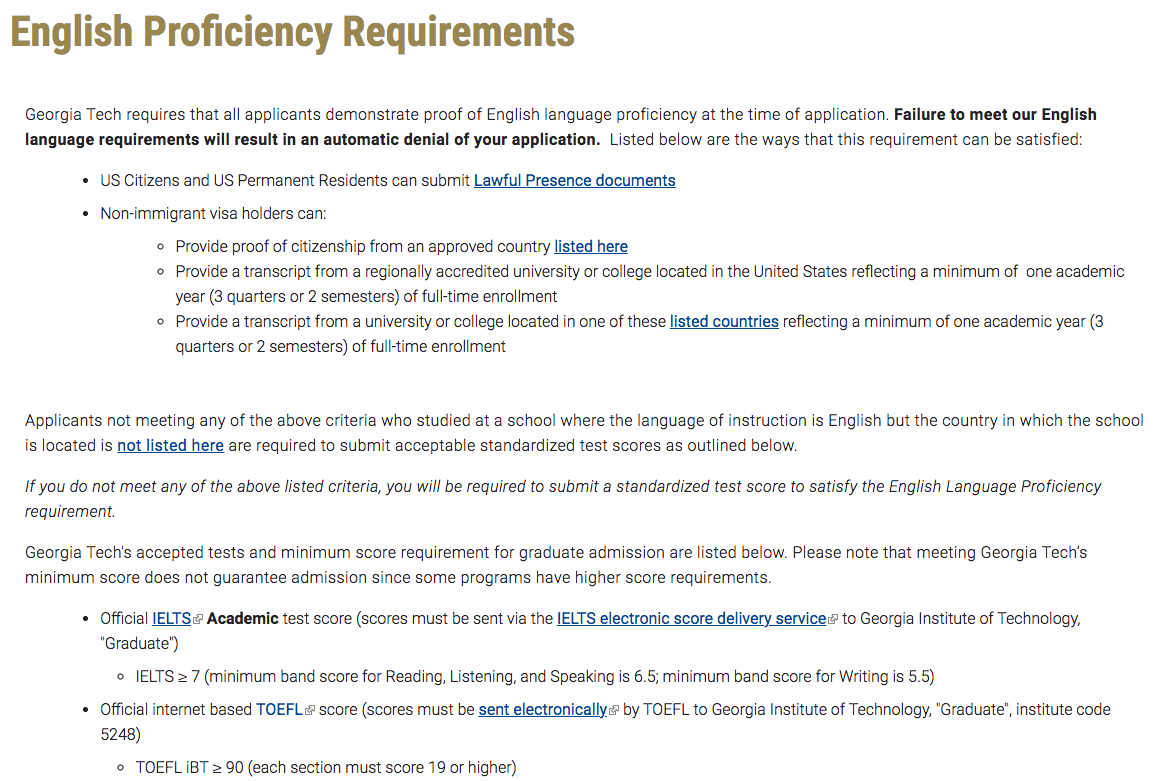 English Proficiency Requirements
Georgia Tech requires that all applicants demonstrate proof of English language proficiency at the time of application. Failure to meet our English
language requirements will result in an automatic denial of your application.  Listed below are the ways that this requirement can be satisfied:
• US Citizens and US Permanent Residents can submit Lawful Presence documents
• Non-immigrant visa holders can:
◦ Provide proof of citizenship from an approved country listed here
◦ Provide a transcript from a regionally accredited university or college located in the United States reflecting a minimum of  one academic
year (3 quarters or 2 semesters) of full-time enrollment
◦ Provide a transcript from a university or college located in one of these listed countries reflecting a minimum of one academic year (3
quarters or 2 semesters) of full-time enrollment
Applicants not meeting any of the above criteria who studied at a school where the language of instruction is English but the country in which the school
is located is not listed here are required to submit acceptable standardized test scores as outlined below.
If you do not meet any of the above listed criteria, you will be required to submit a standardized test score to satisfy the English Language Proficiency
requirement.
Georgia Tech's accepted tests and minimum score requirement for graduate admission are listed below. Please note that meeting Georgia Tech’s
minimum score does not guarantee admission since some programs have higher score requirements.
• Official IELTS Academic test score (scores must be sent via the IELTS electronic score delivery service to Georgia Institute of Technology,
"Graduate")
◦ IELTS ≥ 7 (minimum band score for Reading, Listening, and Speaking is 6.5; minimum band score for Writing is 5.5)
• Official internet based TOEFL score (scores must be sent electronically by TOEFL to Georgia Institute of Technology, "Graduate", institute code
5248)
◦ TOEFL iBT ≥ 90 (each section must score 19 or higher)